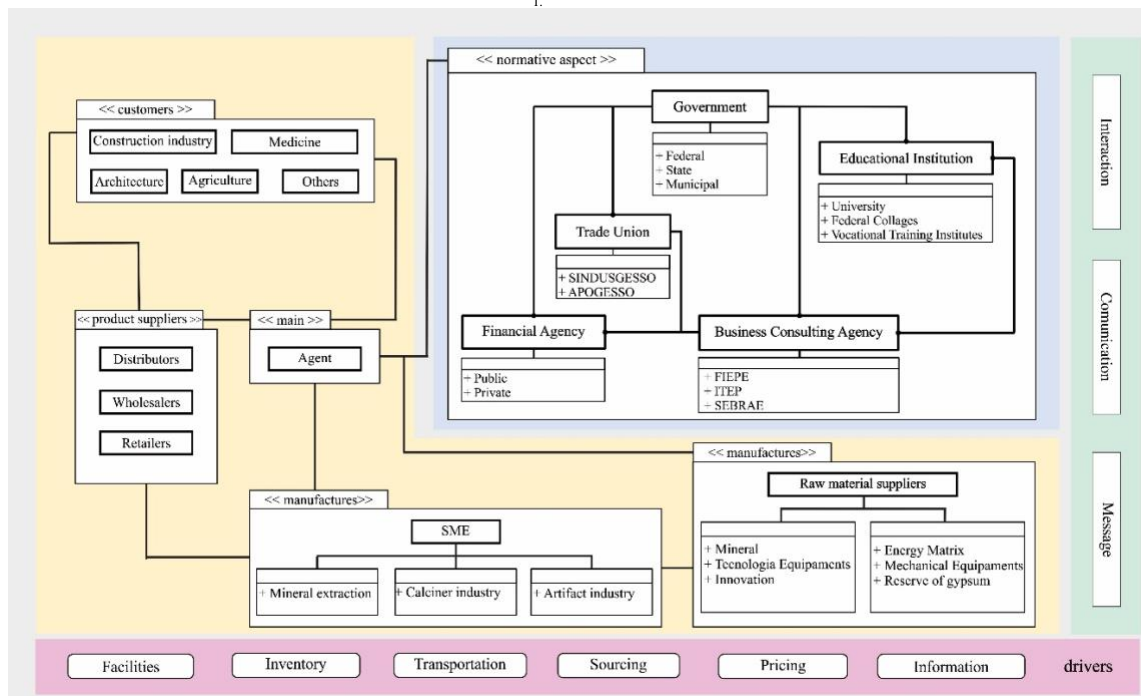 1.
<< customers >>
Construction industry
Medicine
Architecture
Agriculture
Others
<< product suppliers >>
Distributors
Wholesalers
Retailers
<< main >>
Agent
<< normative aspect >>
Government
+ Federal
+ State
+ Municipal
Educational Institution
+ University
+ Federal Collages
+ Vocational Training Institutes
Trade Union
+ SINDUSGESSO
+ APOGESSO
Financial Agency
+ Public
+ Private
Business Consulting Agency
+ FIEPE
+ ITEP
+ SEBRAE
<< manufactures>>
SME
+ Mineral extraction
+ Calciner industry
+ Artifact industry
<< manufactures>>
Raw material suppliers
+ Mineral
+ Tecnologia Equipaments
+ Innovation
+ Energy Matrix
+ Mechanical Equipaments
+ Reserve of gypsum
Interaction
Comunication
Message
Facilities
Inventory
Transportation
Sourcing
Pricing
Information
drivers